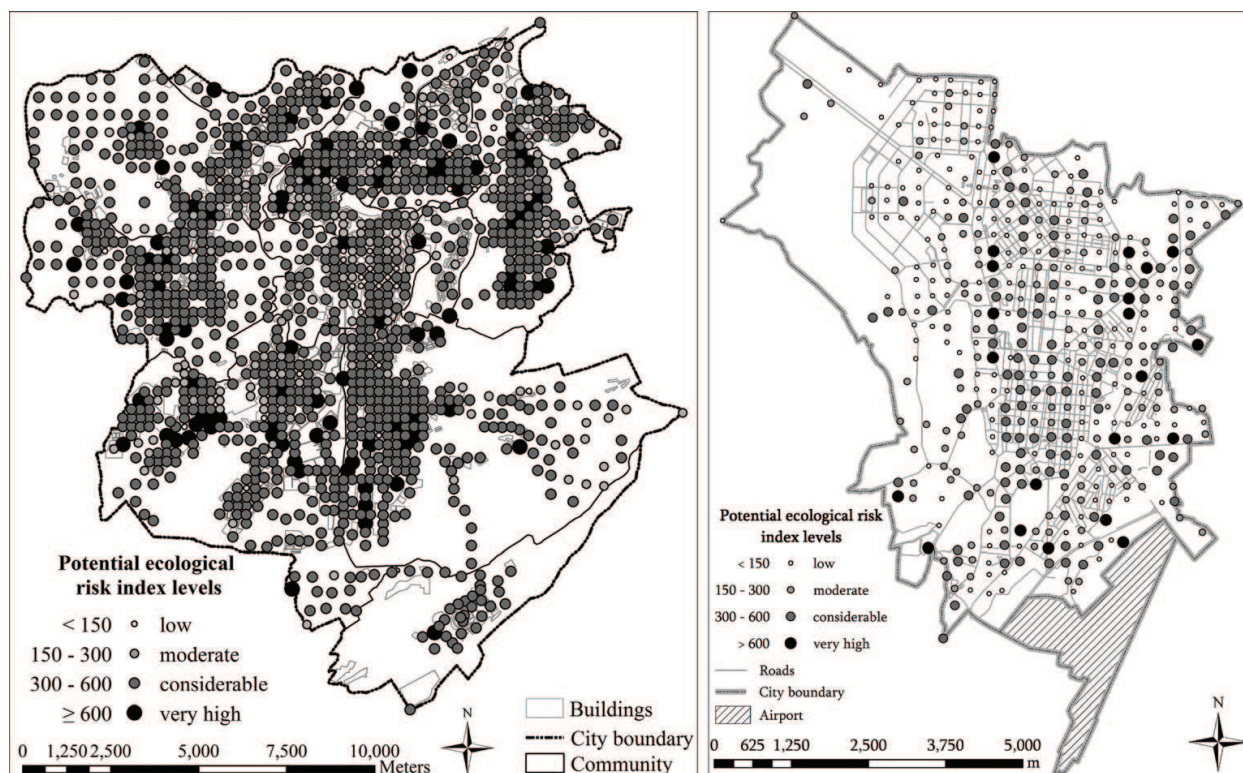 Potential ecological
risk index levels
< 150 low
150 - 300 moderate
300 - 600 considerable
≥ 600 very high
N
Buildings
City boundary
Community
0 1,250 2,500 5,000 7,500 10,000
Meters
Potential ecological risk
index levels
< 150 low
150 - 300 moderate
300 - 600 considerable
> 600 very high
Roads
City boundary
Airport
N
0 625 1,250 2,500 3,750 5,000
m